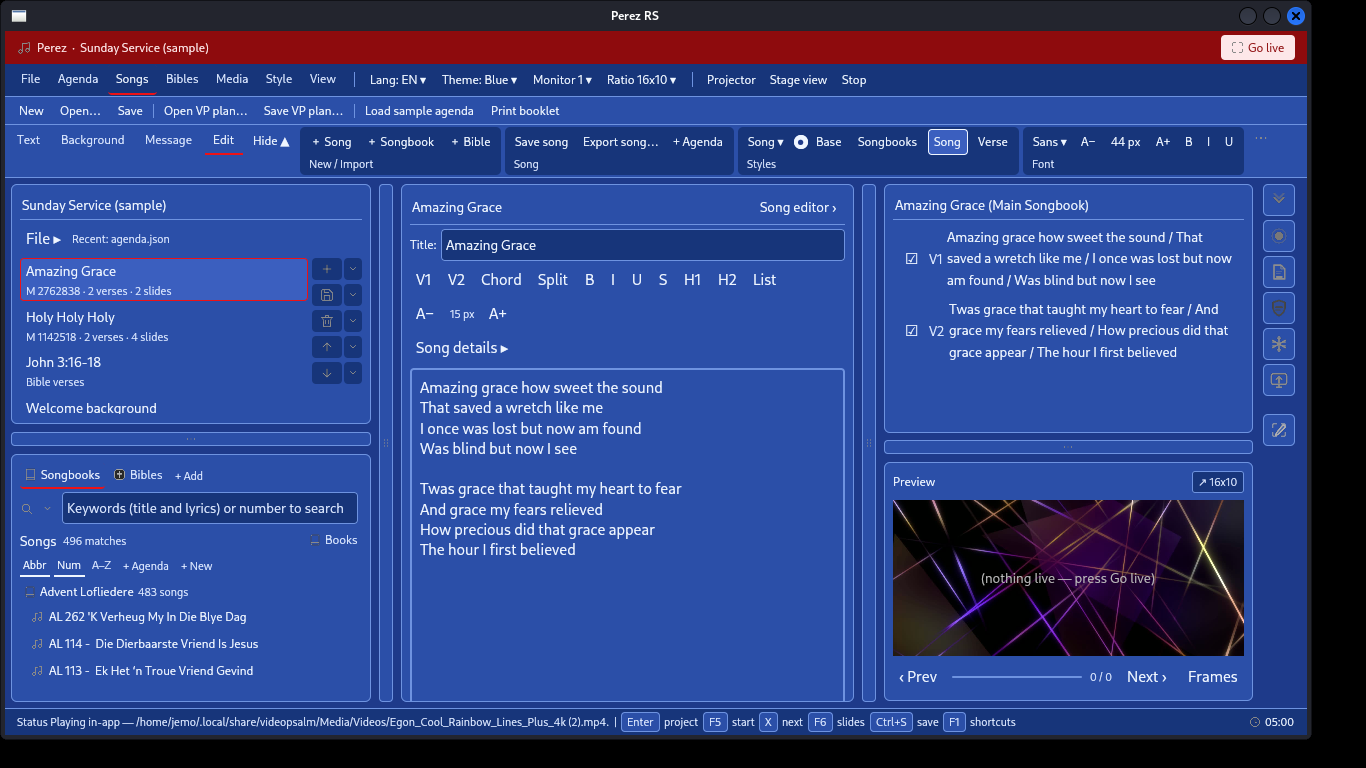 Perez RS
Perez · Sunday Service (sample)
Go live
File Agenda Songs Bibles Media Style View Lang: EN ▾ Theme: Blue ▾ Monitor 1 ▾ Ratio 16x10 ▾ Projector Stage view Stop
New Open... Save Open VP plan... Save VP plan... Load sample agenda Print booklet
Text Background Message Edit Hide ▲
+ Song + Songbook + Bible
New / Import
Save song Export song... + Agenda
Song
Song ▾ Base Songbooks Song Verse
Styles
Sans ▾ A− 44 px A+ B I U
Font
...
Sunday Service (sample)
File ▸ Recent: agenda.json
Amazing Grace
M 2762838 · 2 verses · 2 slides
Holy Holy Holy
M 1142518 · 2 verses · 4 slides
John 3:16-18
Bible verses
Welcome background
Songbooks Bibles + Add
Keywords (title and lyrics) or number to search
Songs 496 matches Books
Abbr Num A–Z + Agenda + New
Advent Lofliedere 483 songs
AL 262 'K Verheug My In Die Blye Dag
AL 114 - Die Dierbaarste Vriend Is Jesus
AL 113 - Ek Het ‘n Troue Vriend Gevind
Amazing Grace Song editor ›
Title: Amazing Grace
V1 V2 Chord Split B I U S H1 H2 List
A− 15 px A+
Song details ▸
Amazing grace how sweet the sound
That saved a wretch like me
I once was lost but now am found
Was blind but now I see
Twas grace that taught my heart to fear
And grace my fears relieved
How precious did that grace appear
The hour I first believed
Amazing Grace (Main Songbook)
Amazing grace how sweet the sound / That
☑ V1 saved a wretch like me / I once was lost but now
am found / Was blind but now I see
Twas grace that taught my heart to fear / And
☑ V2 grace my fears relieved / How precious did that
grace appear / The hour I first believed
Preview ↗ 16x10
(nothing live — press Go live)
‹ Prev 0 / 0 Next › Frames
Status Playing in-app — /home/jemo/.local/share/videopsalm/Media/Videos/Egon_Cool_Rainbow_Lines_Plus_4k (2).mp4. | Enter project F5 start X next F6 slides Ctrl+S save F1 shortcuts 05:00